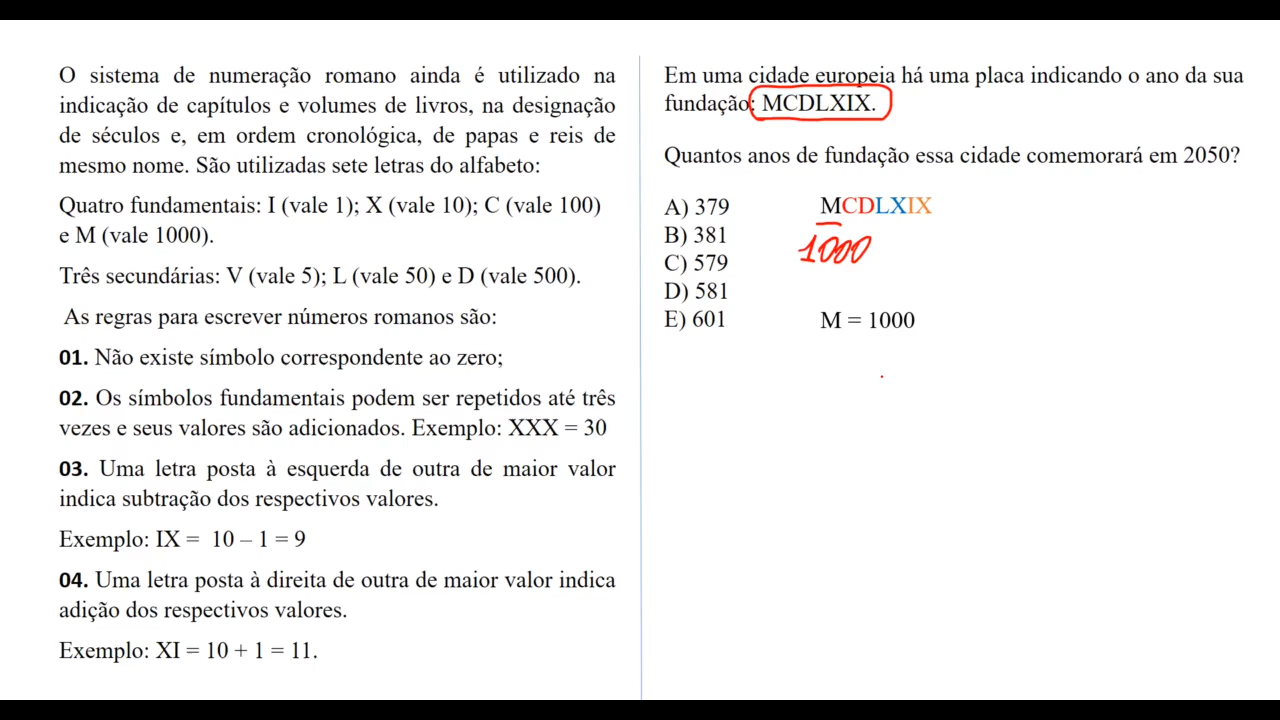 O sistema de numeração romano ainda é utilizado na
indicação de capítulos e volumes de livros, na designação
de séculos e, em ordem cronológica, de papas e reis de
mesmo nome. São utilizadas sete letras do alfabeto:
Quatro fundamentais: I (vale 1); X (vale 10); C (vale 100)
e M (vale 1000).
Três secundárias: V (vale 5); L (vale 50) e D (vale 500).
As regras para escrever números romanos são:
01. Não existe símbolo correspondente ao zero;
02. Os símbolos fundamentais podem ser repetidos até três
vezes e seus valores são adicionados. Exemplo: XXX = 30
03. Uma letra posta à esquerda de outra de maior valor
indica subtração dos respectivos valores.
Exemplo: IX = 10 – 1 = 9
04. Uma letra posta à direita de outra de maior valor indica
adição dos respectivos valores.
Exemplo: XI = 10 + 1 = 11.
Em uma cidade europeia há uma placa indicando o ano da sua
fundação: MCDLXIX.
Quantos anos de fundação essa cidade comemorará em 2050?
A) 379
B) 381
C) 579
D) 581
E) 601
MCDLXIX
1000
M = 1000